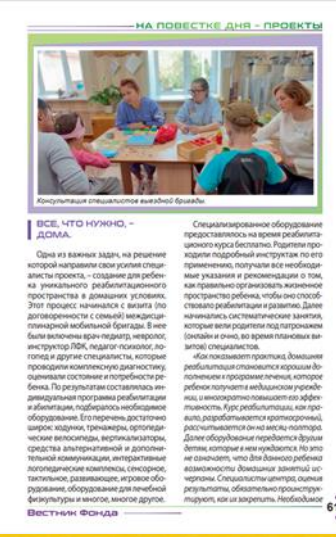 НА ПОВЕСТКЕ ДНЯ – ПРОЕКТЫ
Консультация специалистов выездной бригады.
ВСЕ, ЧТО НУЖНО, –
ДОМА.
Одна из важных задач, на решение
которой направили свои усилия специ-
алисты проекта, – создание для ребен-
ка уникального реабилитационного
пространства в домашних условиях.
Этот процесс начинался с визита (по
договоренности с семьей) междисци-
плинарной мобильной бригады. В нее
были включены врач-педиатр, невролог,
инструктор ЛФК, педагог-психолог, ло-
гопед и другие специалисты, которые
проводили комплексную диагностику,
оценивали состояние и потребности ре-
бенка. По результатам составлялась ин-
дивидуальная программа реабилитации
и абилитации, подбиралось необходимое
оборудование. Его перечень достаточно
широк: ходунки, тренажеры, ортопеди-
ческие велосипеды, вертикализаторы,
средства альтернативной и дополни-
тельной коммуникации, интерактивные
логопедические комплексы, сенсорное,
тактильное, развивающее, игровое обо-
рудование, оборудование для лечебной
физкультуры и многое, многое другое.
Специализированное оборудование
предоставлялось на время реабилита-
ционного курса бесплатно. Родители про-
ходили подробный инструктаж по его
применению, получали все необходи-
мые указания и рекомендации о том,
как правильно организовать жизненное
пространство ребенка, чтобы оно способ-
ствовало реабилитации и развитию. Далее
начинались систематические занятия,
которые вели родители под патронажем
(онлайн и очно, во время плановых ви-
зитов) специалистов.
«Как показывает практика, домашняя
реабилитация становится хорошим до-
полнением к программе лечения, которое
ребенок получает в медицинском учрежде-
нии, и многократно повышает его эффек-
тивность. Курс реабилитации, как пра-
вило, разрабатывается краткосрочный,
рассчитывается он на месяц-полтора.
Далее оборудование передается другим
детям, которые в нем нуждаются. Но это
не означает, что для данного ребенка
возможности домашних занятий ис-
черпаны. Специалисты центра, оценив
результаты, обязательно проинструк-
тируют, как их закрепить. Необходимое
Вестник Фонда
61